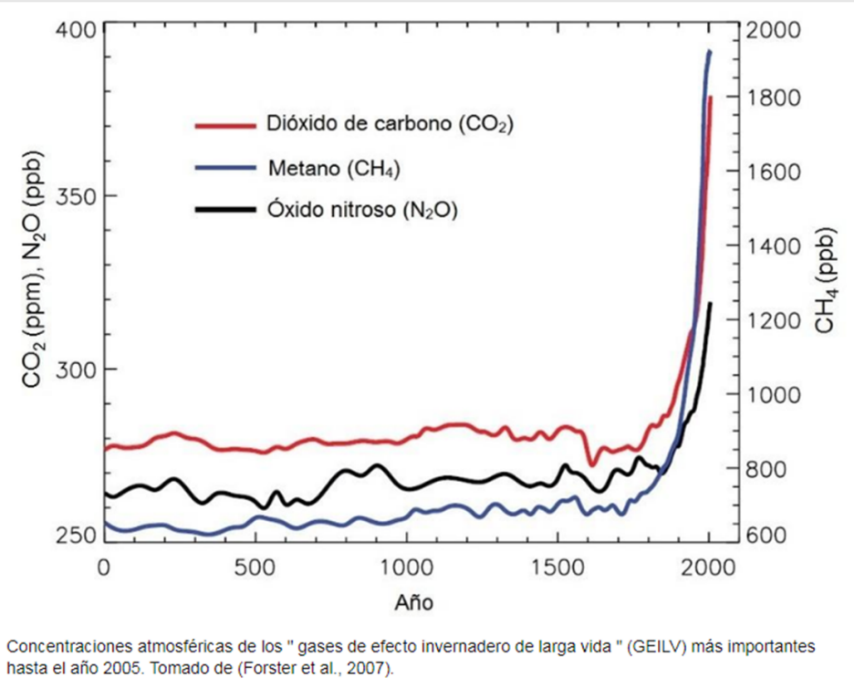 400
350
300
250
CO₂ (ppm), N₂O (ppb)
Dióxido de carbono (CO₂)
Metano (CH₄)
Óxido nitroso (N₂O)
2000
1800
1600
1400
1200
1000
800
600
CH₄ (ppb)
0
500
1000
1500
2000
Año
Concentraciones atmosféricas de los " gases de efecto invernadero de larga vida " (GEILV) más importantes
hasta el año 2005. Tomado de (Forster et al., 2007).